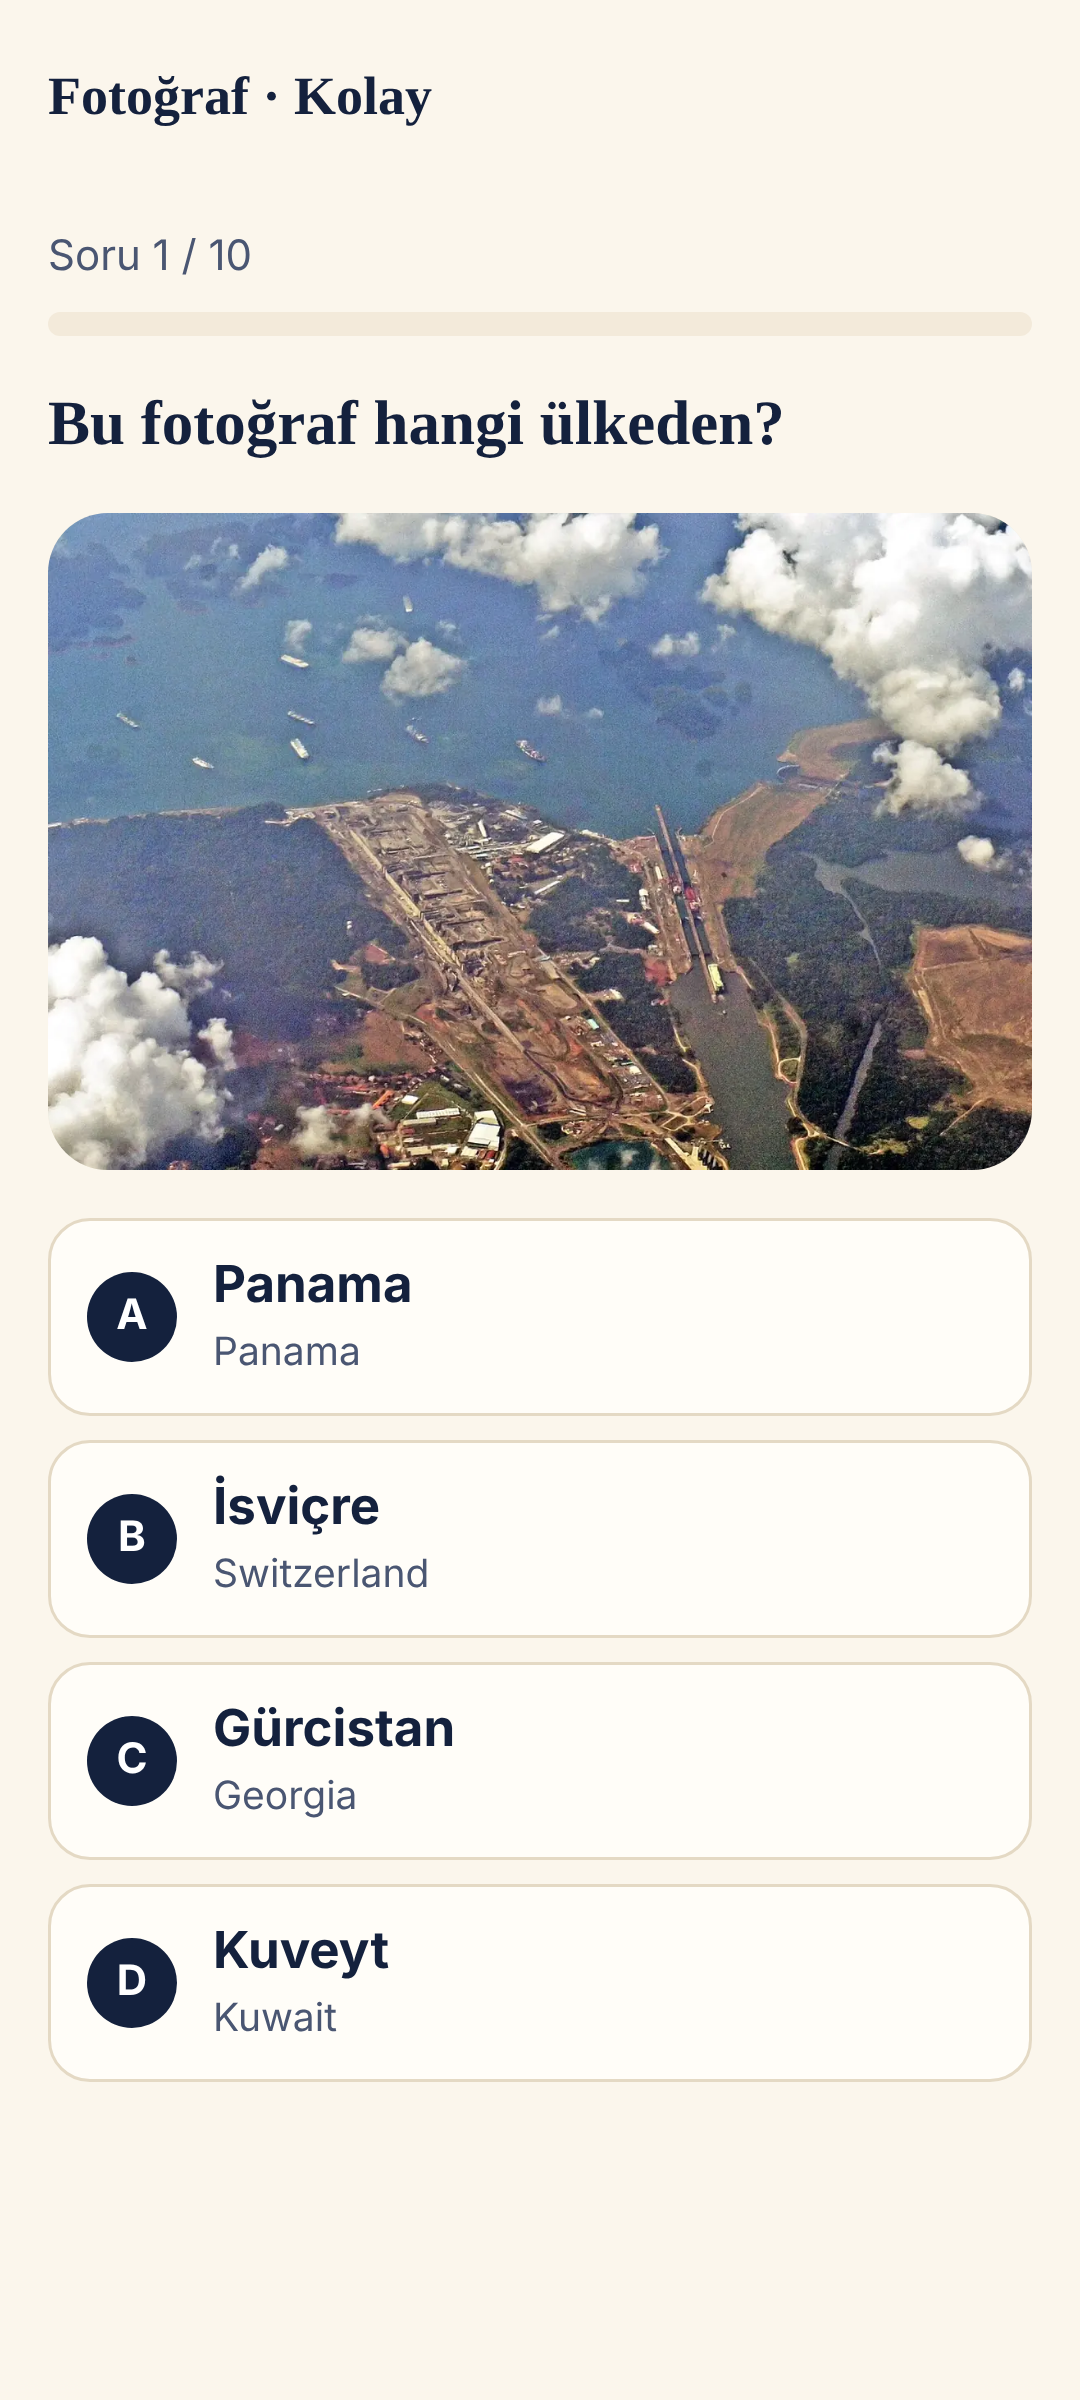 Fotoğraf · Kolay
Soru 1 / 10
Bu fotoğraf hangi ülkeden?
A
Panama
Panama
B
İsviçre
Switzerland
C
Gürcistan
Georgia
D
Kuveyt
Kuwait